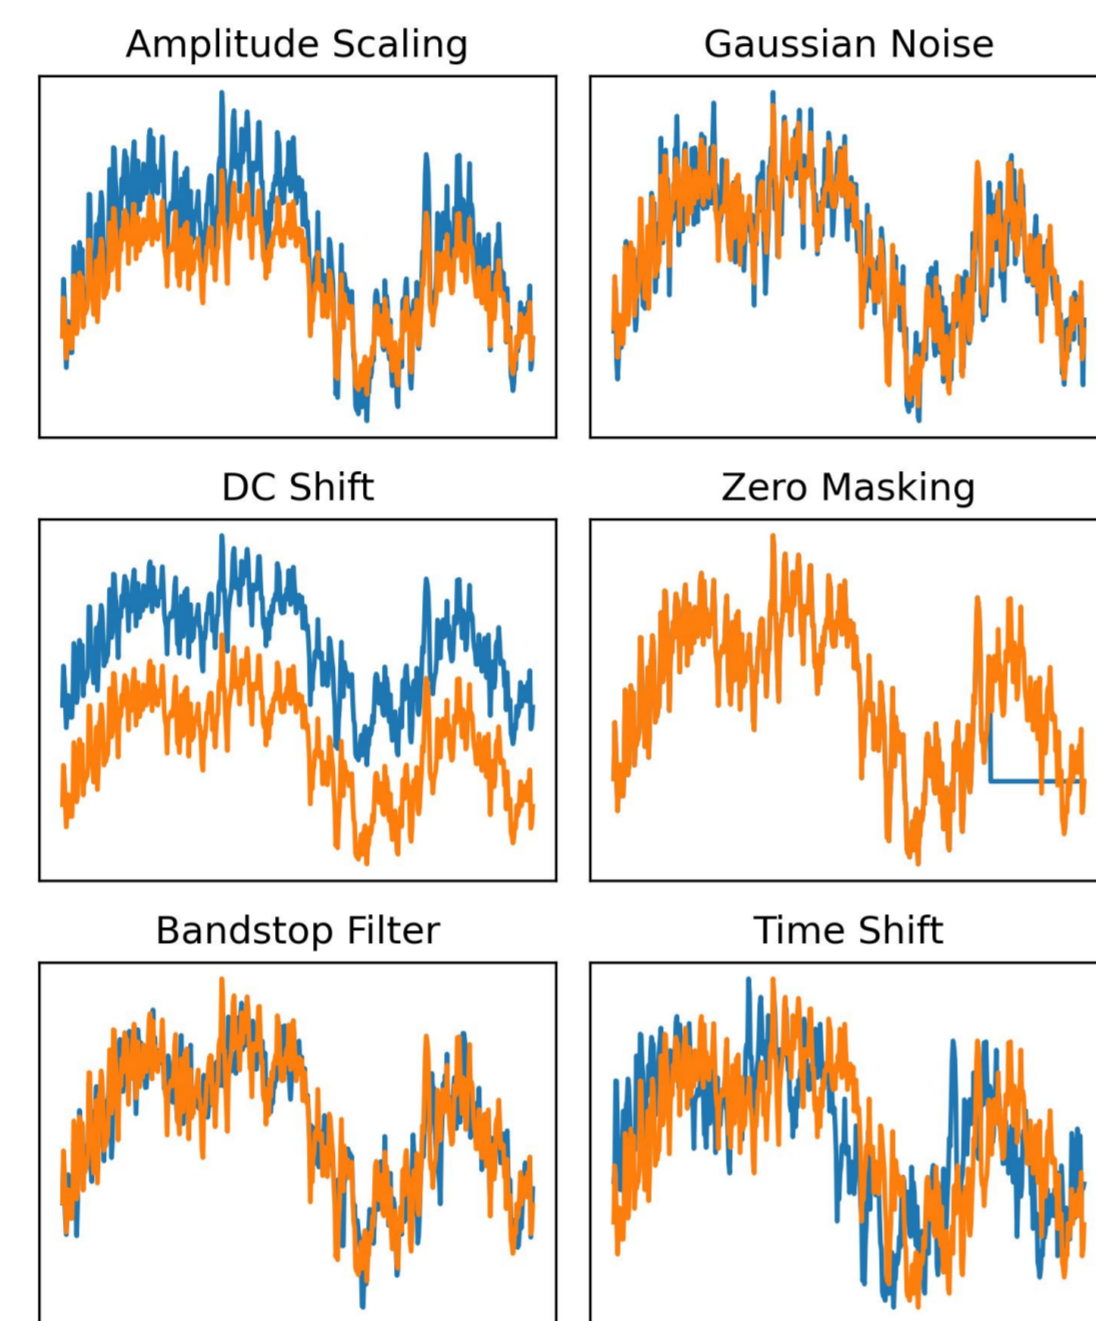 Amplitude Scaling
Gaussian Noise
DC Shift
Zero Masking
Bandstop Filter
Time Shift